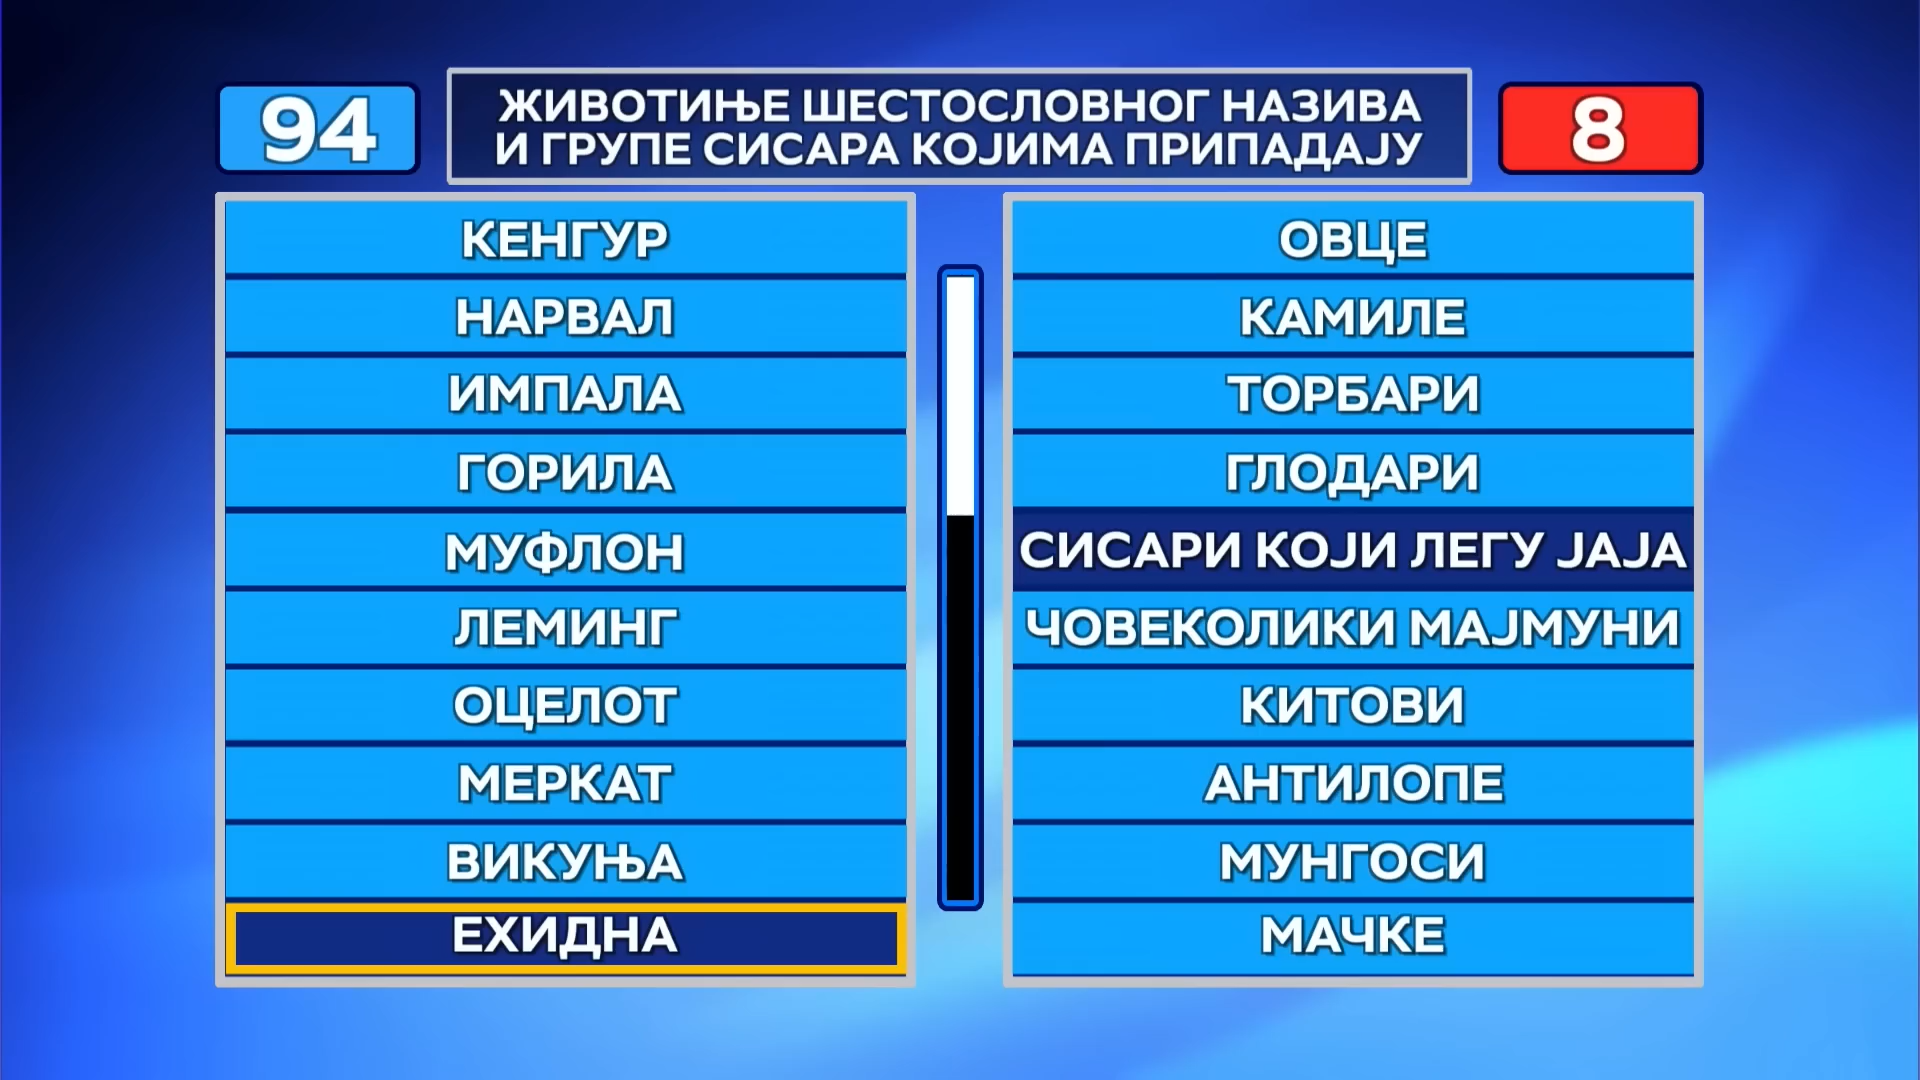 94
ЖИВОТИЊЕ ШЕСТОСЛОВНОГ НАЗИВА
И ГРУПЕ СИСАРА КОЈИМА ПРИПАДАЈУ
8
КЕНГУР
НАРВАЛ
ИМПАЛА
ГОРИЛА
МУФЛОН
ЛЕМИНГ
ОЦЕЛОТ
МЕРКАТ
ВИКУЊА
ЕХИДНА
ОВЦЕ
КАМИЛЕ
ТОРБАРИ
ГЛОДАРИ
СИСАРИ КОЈИ ЛЕГУ ЈАЈА
ЧОВЕКОЛИКИ МАЈМУНИ
КИТОВИ
АНТИЛОПЕ
МУНГОСИ
МАЧКЕ